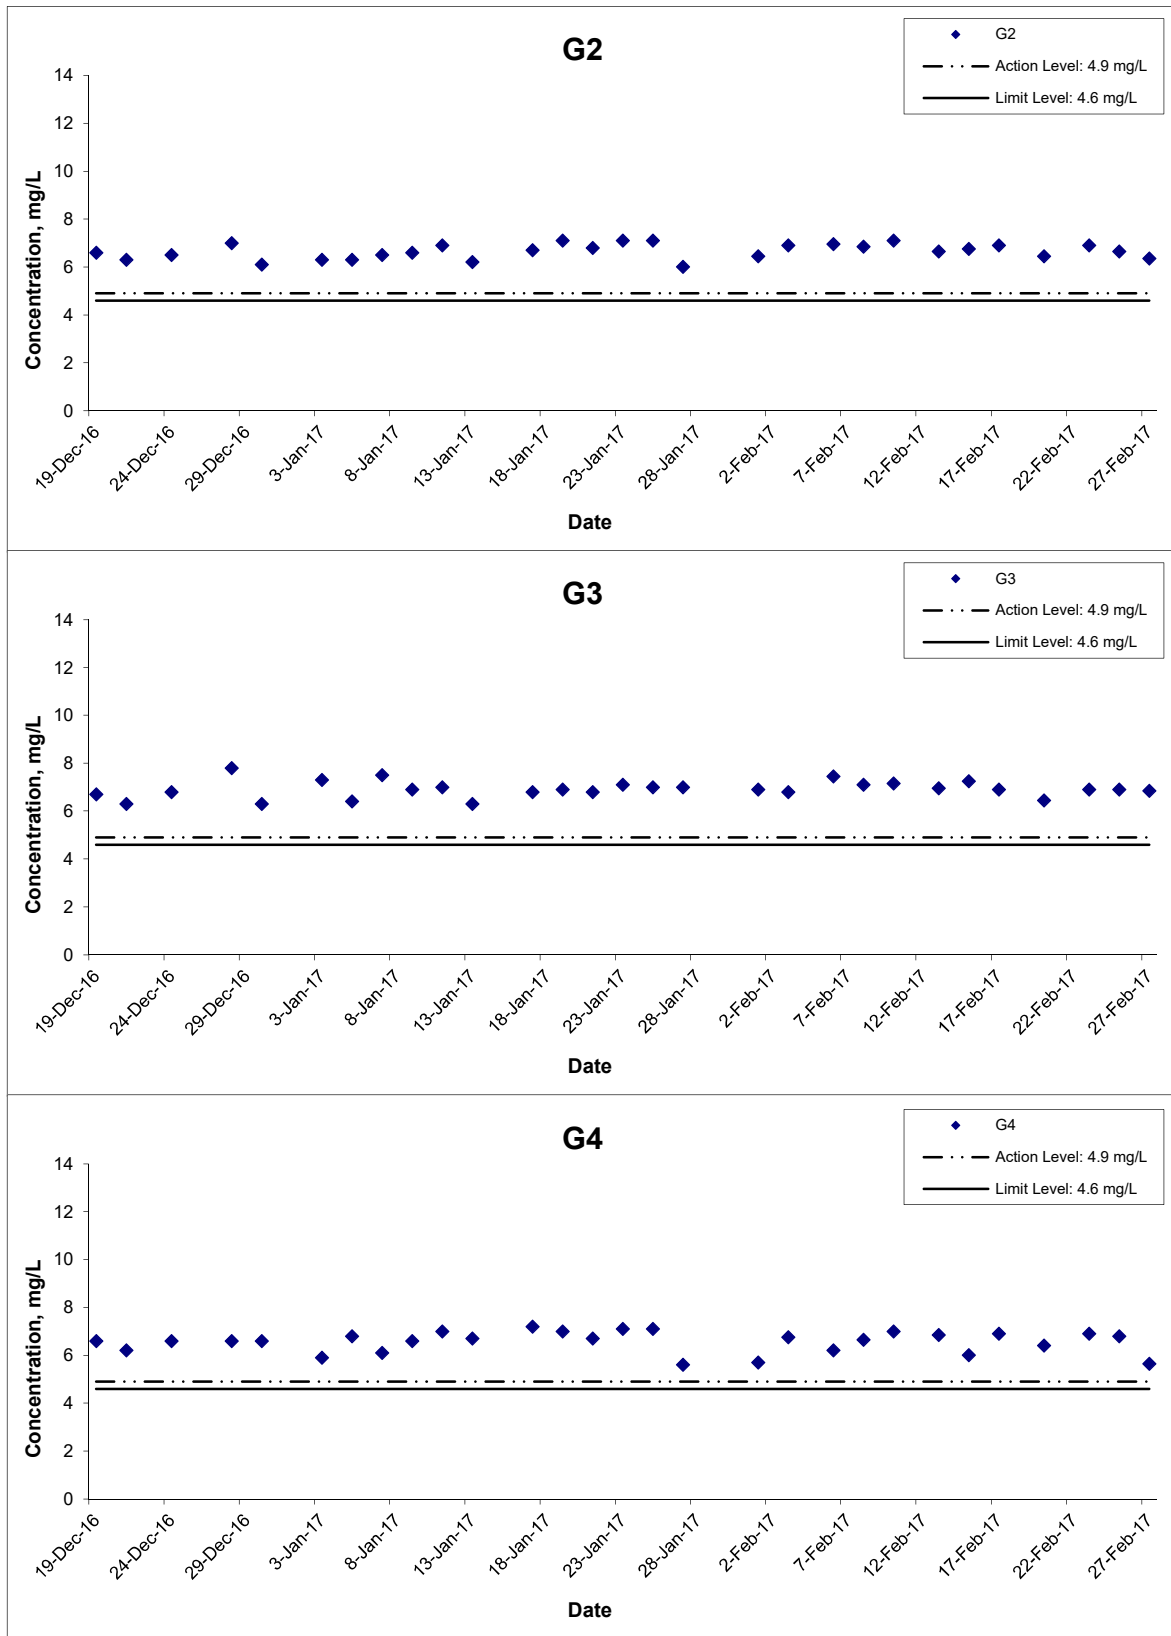 G2
G2
Action Level: 4.9 mg/L
Limit Level: 4.6 mg/L
Concentration, mg/L
14
12
10
8
6
4
2
0
19-Dec-16
24-Dec-16
29-Dec-16
3-Jan-17
8-Jan-17
13-Jan-17
18-Jan-17
23-Jan-17
28-Jan-17
2-Feb-17
7-Feb-17
12-Feb-17
17-Feb-17
22-Feb-17
27-Feb-17
Date
G3
G3
Action Level: 4.9 mg/L
Limit Level: 4.6 mg/L
Concentration, mg/L
14
12
10
8
6
4
2
0
19-Dec-16
24-Dec-16
29-Dec-16
3-Jan-17
8-Jan-17
13-Jan-17
18-Jan-17
23-Jan-17
28-Jan-17
2-Feb-17
7-Feb-17
12-Feb-17
17-Feb-17
22-Feb-17
27-Feb-17
Date
G4
G4
Action Level: 4.9 mg/L
Limit Level: 4.6 mg/L
Concentration, mg/L
14
12
10
8
6
4
2
0
19-Dec-16
24-Dec-16
29-Dec-16
3-Jan-17
8-Jan-17
13-Jan-17
18-Jan-17
23-Jan-17
28-Jan-17
2-Feb-17
7-Feb-17
12-Feb-17
17-Feb-17
22-Feb-17
27-Feb-17
Date